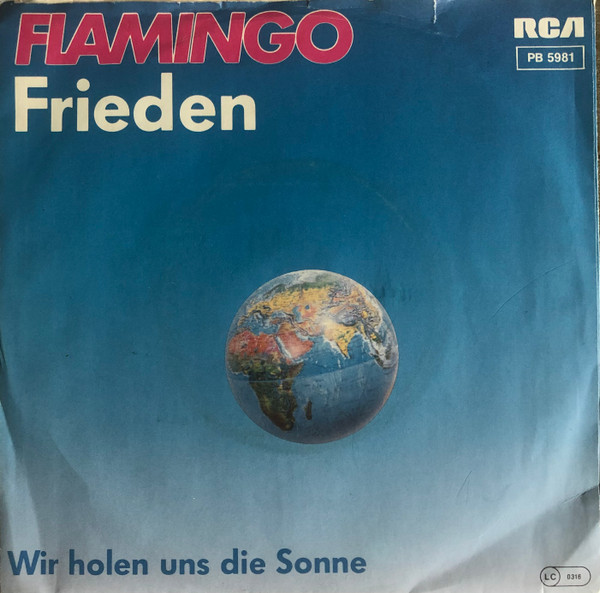 FLAMINGO
RCA
PB 5981
Frieden
Wir holen uns die Sonne
LC 0316